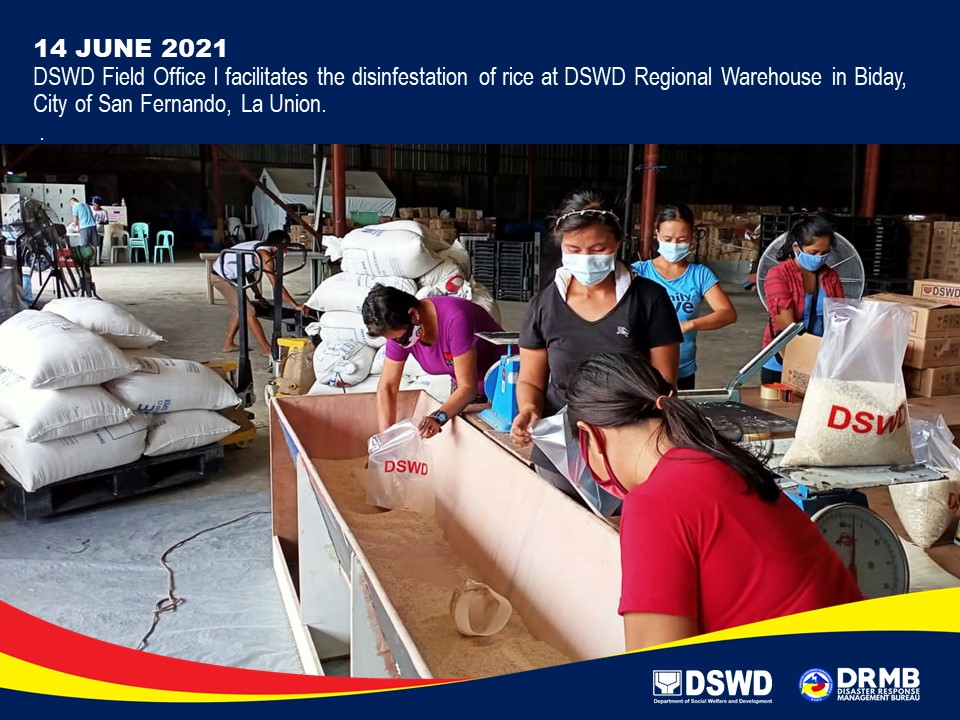 14 JUNE 2021
DSWD Field Office I facilitates the disinfestation of rice at DSWD Regional Warehouse in Biday,
City of San Fernando, La Union.
.
DSWD
DSWD
DSWD
DSWD
Department of Social Welfare and Development
DRMB
DISASTER RESPONSE
MANAGEMENT BUREAU